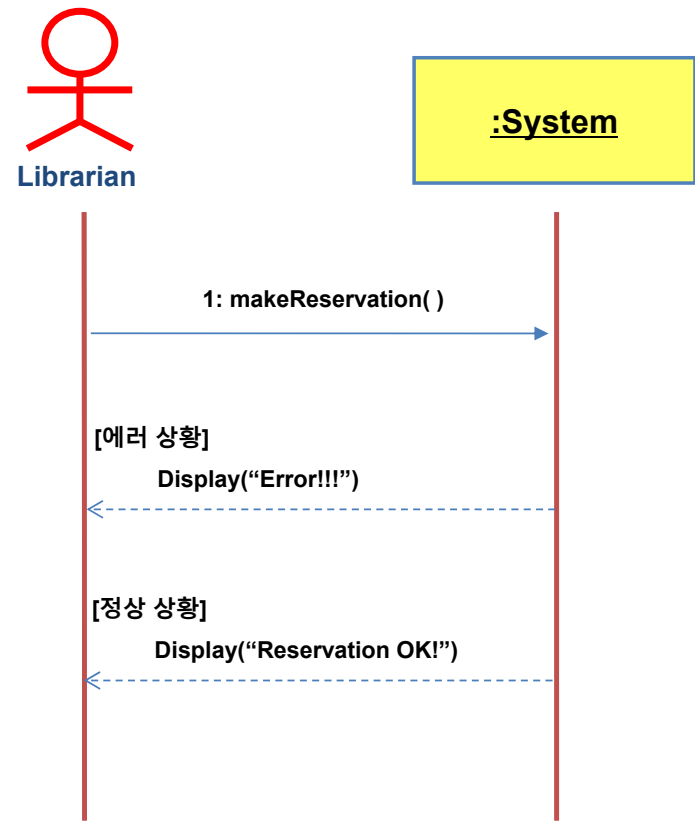 :System
Librarian
1: makeReservation( )
[에러 상황]
Display(“Error!!!”)
[정상 상황]
Display(“Reservation OK!”)